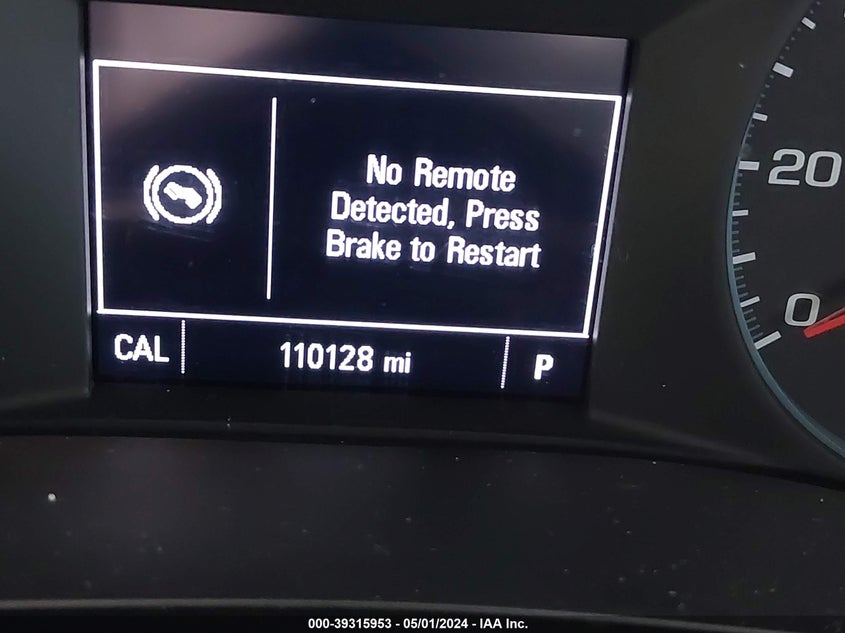 No Remote
Detected, Press
Brake to Restart
CAL 110128 mi P
20
0
000-39315953 - 05/01/2024 - IAA Inc.